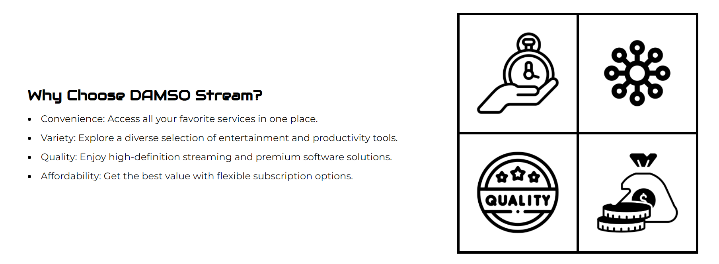 Why Choose DAMSO Stream?
Convenience: Access all your favorite services in one place.
Variety: Explore a diverse selection of entertainment and productivity tools.
Quality: Enjoy high-definition streaming and premium software solutions.
Affordability: Get the best value with flexible subscription options.
QUALITY